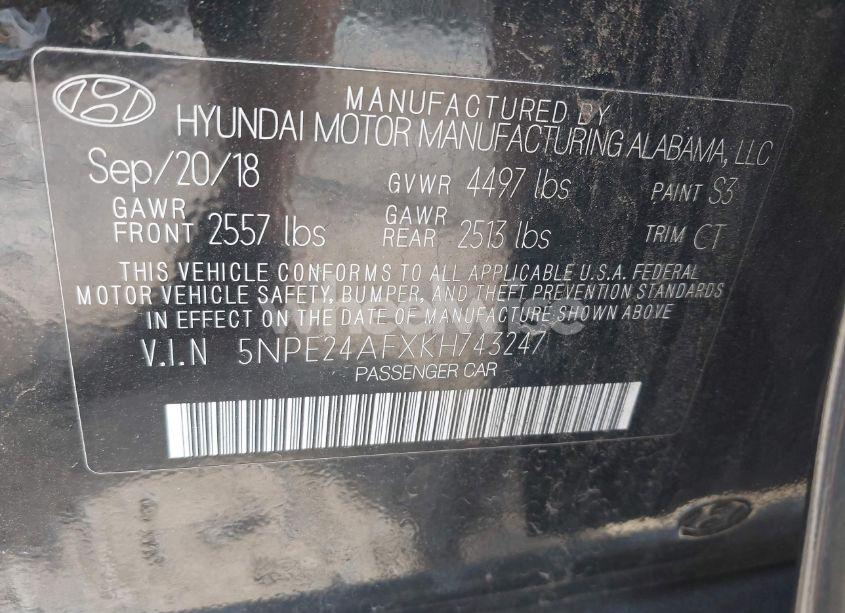 MANUFACTURED BY
HYUNDAI MOTOR MANUFACTURING ALABAMA, LLC
Sep/20/18 GVWR 4497 lbs PAINT S3
GAWR FRONT 2557 lbs GAWR REAR 2513 lbs TRIM CT
THIS VEHICLE CONFORMS TO ALL APPLICABLE U.S.A. FEDERAL
MOTOR VEHICLE SAFETY, BUMPER, AND THEFT PREVENTION STANDARDS
IN EFFECT ON THE DATE OF MANUFACTURE SHOWN ABOVE
V.I.N 5NPE24AFXKH743247
PASSENGER CAR